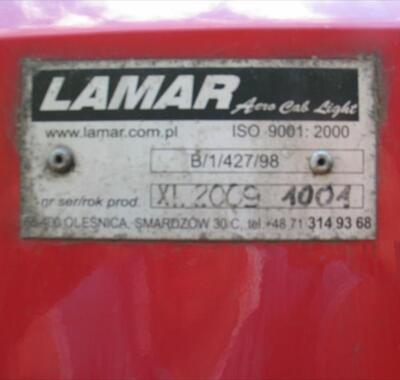 LAMAR Aero Cab Light
www.lamar.com.pl ISO 9001: 2000
B/1/427/98
nr ser/rok prod. XL 2009 1001
56-400 OLEŚNICA, SMARDZÓW 30 C, tel +48 71 314 93 68